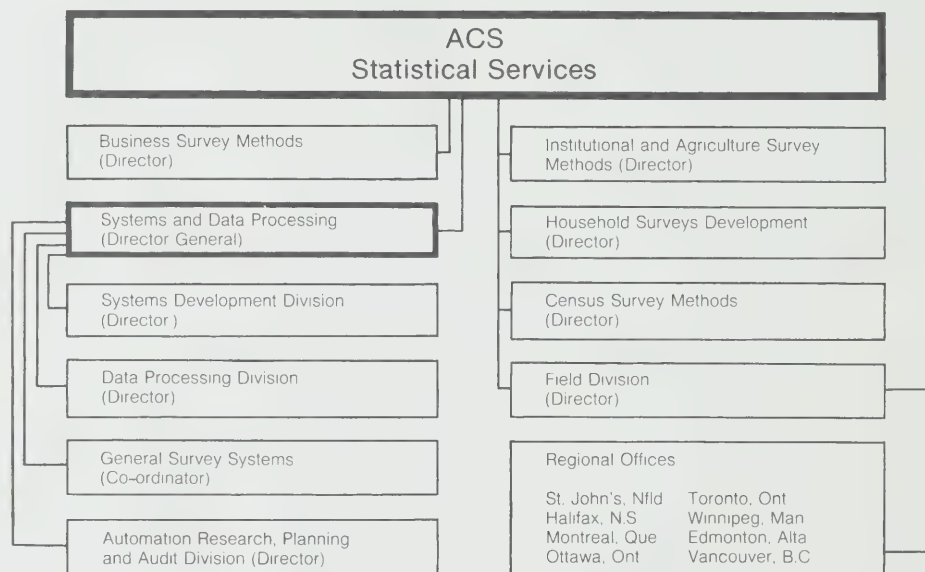 ACS
Statistical Services
Business Survey Methods
(Director)
Systems and Data Processing
(Director General)
Systems Development Division
(Director)
Data Processing Division
(Director)
General Survey Systems
(Co-ordinator)
Automation Research, Planning
and Audit Division (Director)
Institutional and Agriculture Survey
Methods (Director)
Household Surveys Development
(Director)
Census Survey Methods
(Director)
Field Division
(Director)
Regional Offices
St. John's, Nfld Toronto, Ont
Halifax, N.S Winnipeg, Man
Montreal, Que Edmonton, Alta
Ottawa, Ont Vancouver, B.C